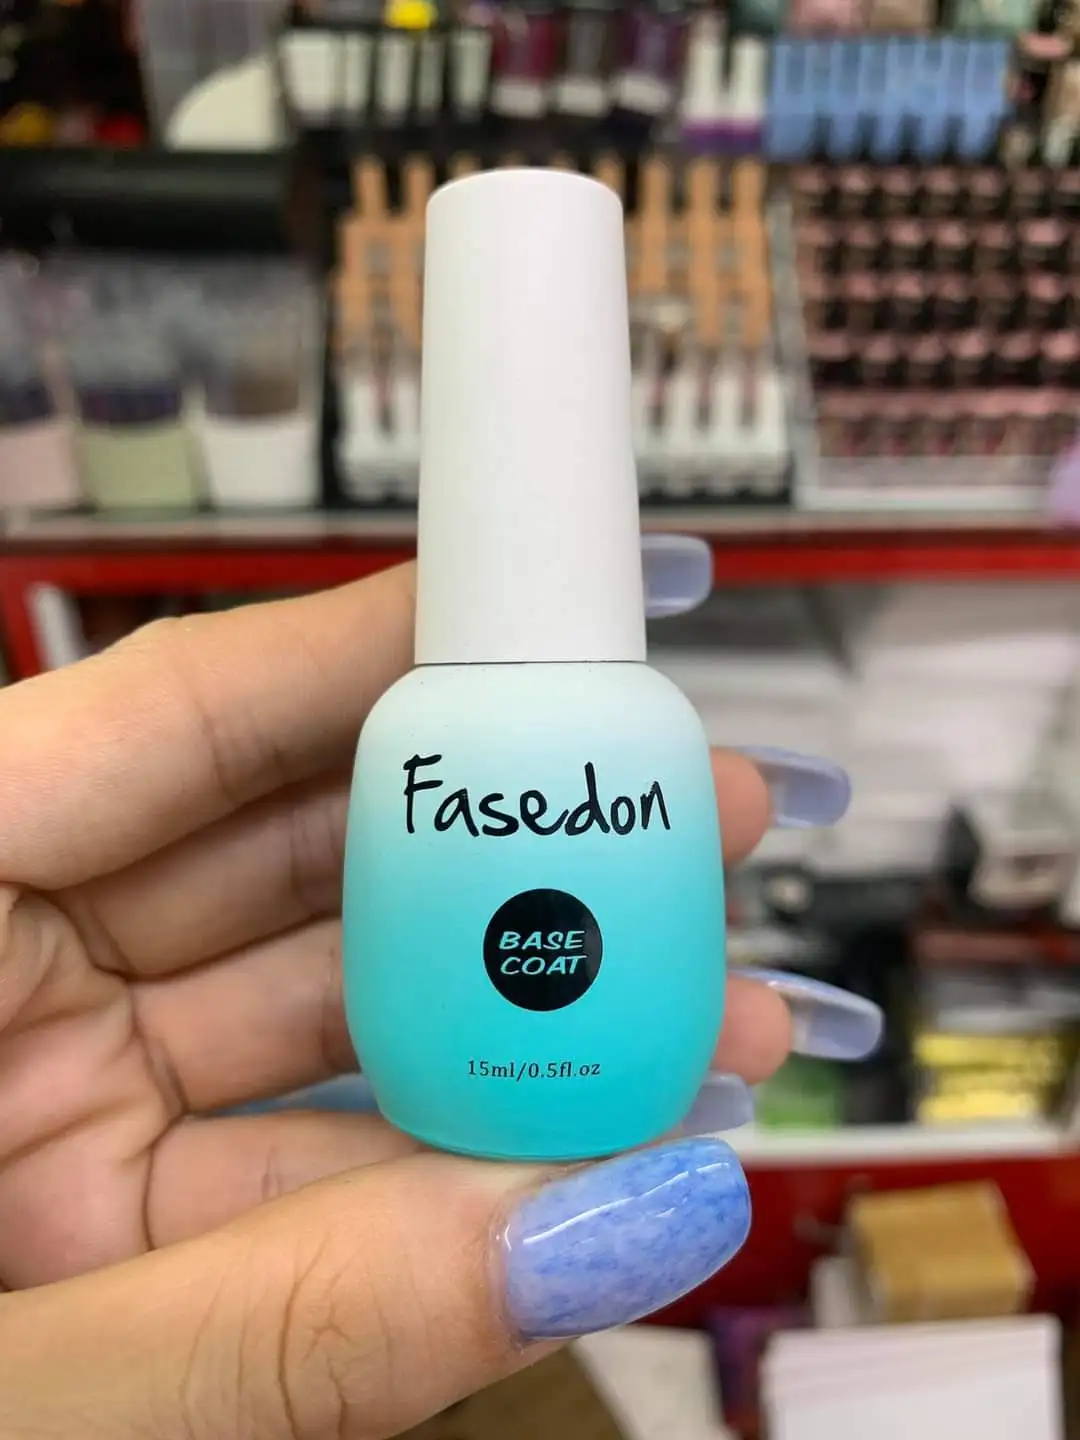 Fasedon
BASE
COAT
15ml/0.5fl.oz